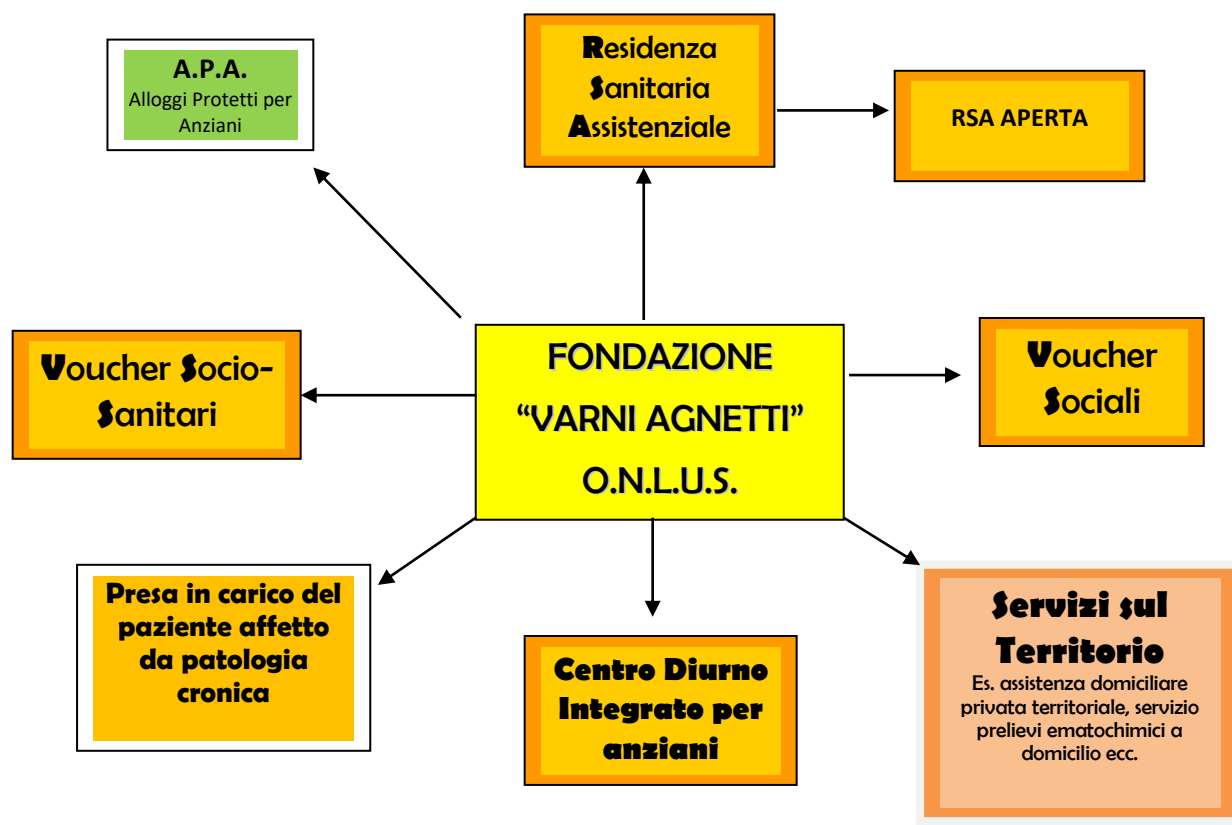 A.P.A.
Alloggi Protetti per
Anziani
Residenza
Sanitaria
Assistenziale
RSA APERTA
Voucher Socio-
Sanitari
FONDAZIONE
“VARNI AGNETTI”
O.N.L.U.S.
Voucher
Sociali
Presa in carico del
paziente affetto
da patologia
cronica
Centro Diurno
Integrato per
anziani
Servizi sul
Territorio
Es. assistenza domiciliare
privata territoriale, servizio
prelievi ematochimici a
domicilio ecc.